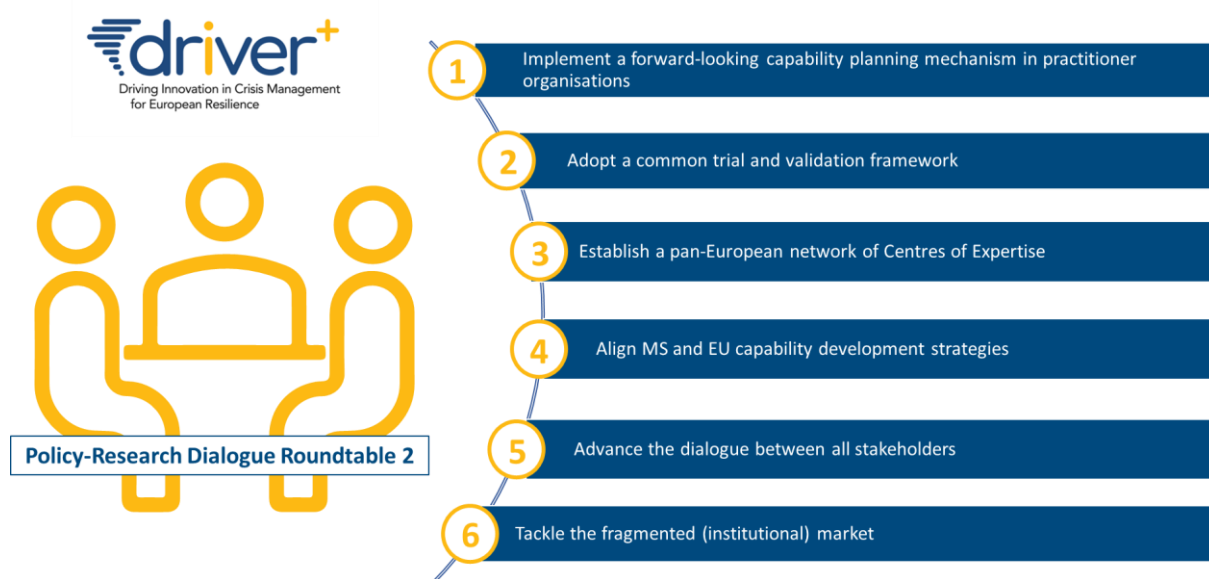 driver+
Driving Innovation in Crisis Management
for European Resilience
Policy-Research Dialogue Roundtable 2
1
Implement a forward-looking capability planning mechanism in practitioner
organisations
2
Adopt a common trial and validation framework
3
Establish a pan-European network of Centres of Expertise
4
Align MS and EU capability development strategies
5
Advance the dialogue between all stakeholders
6
Tackle the fragmented (institutional) market